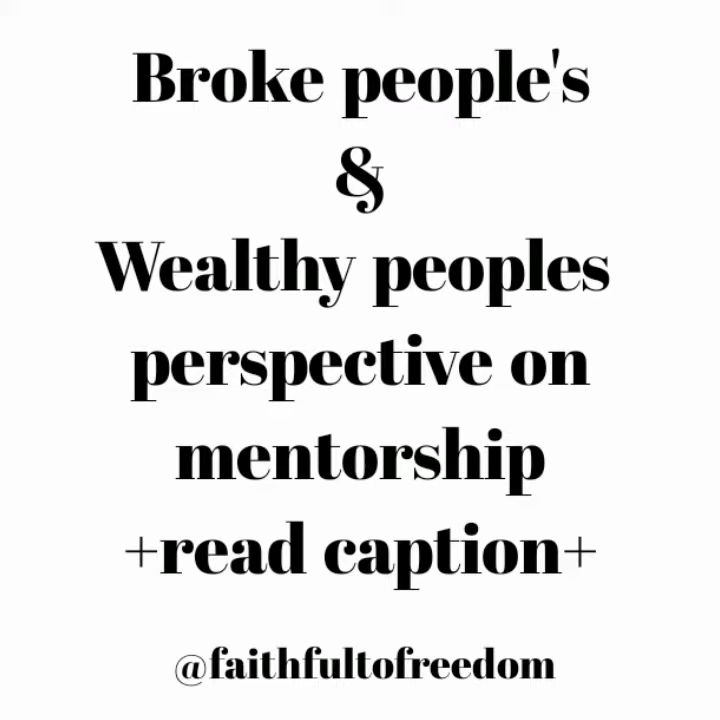 Broke people's
&
Wealthy peoples
perspective on
mentorship
+read caption+
@faithfultofreedom